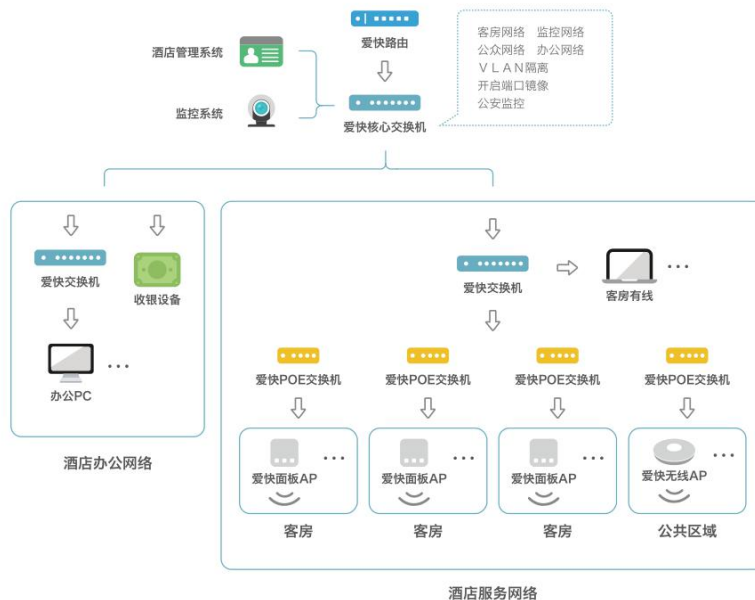 酒店管理系统
爱快路由
监控系统
爱快核心交换机
客房网络 监控网络
公众网络 办公网络
ＶＬＡＮ隔离
开启端口镜像
公安监控
爱快交换机
收银设备
办公PC
...
酒店办公网络
爱快交换机
客房有线
...
爱快POE交换机
爱快POE交换机
爱快POE交换机
爱快POE交换机
爱快面板AP
...
爱快面板AP
...
爱快面板AP
...
爱快无线AP
...
客房
客房
客房
公共区域
酒店服务网络